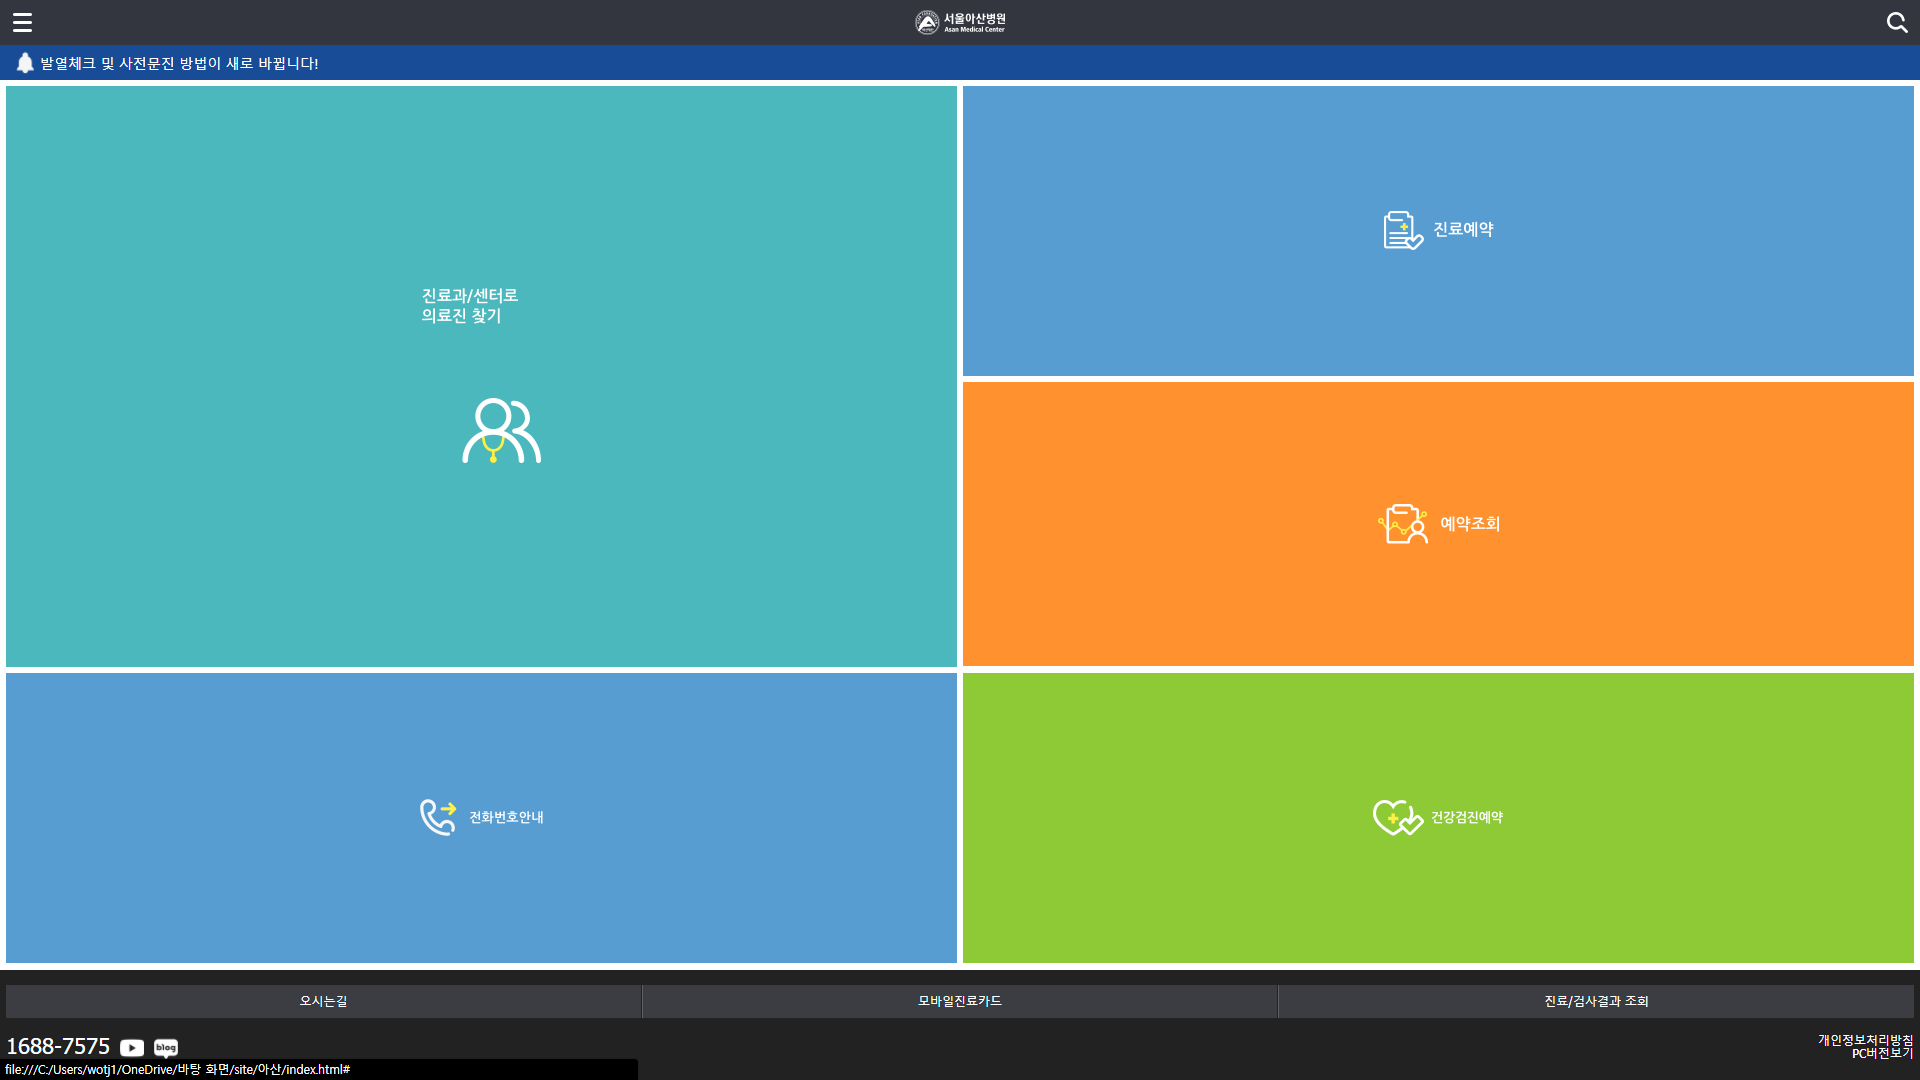 서울아산병원
Asan Medical Center
발열체크 및 사전문진 방법이 새로 바뀝니다!
진료과/센터로
의료진 찾기
진료예약
예약조회
전화번호안내
건강검진예약
오시는길
모바일진료카드
진료/검사결과 조회
1688-7575
blog
개인정보처리방침
PC버전보기
file:///C:/Users/wotj1/OneDrive/바탕 화면/site/아산/index.html#